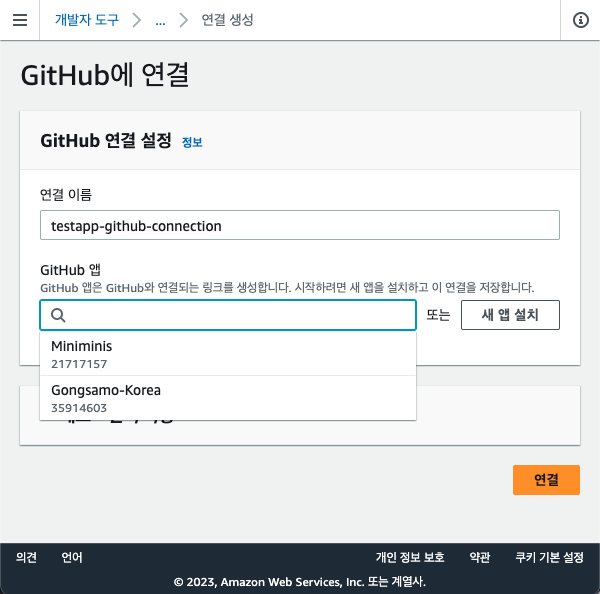 개발자 도구 > ... > 연결 생성
GitHub에 연결
GitHub 연결 설정 정보
연결 이름
testapp-github-connection
GitHub 앱
GitHub 앱은 GitHub와 연결되는 링크를 생성합니다. 시작하려면 새 앱을 설치하고 이 연결을 저장합니다.
또는 새 앱 설치
Miniminis
21717157
Gongsamo-Korea
35914603
연결
의견 언어 개인 정보 보호 약관 쿠키 기본 설정
© 2023, Amazon Web Services, Inc. 또는 계열사.